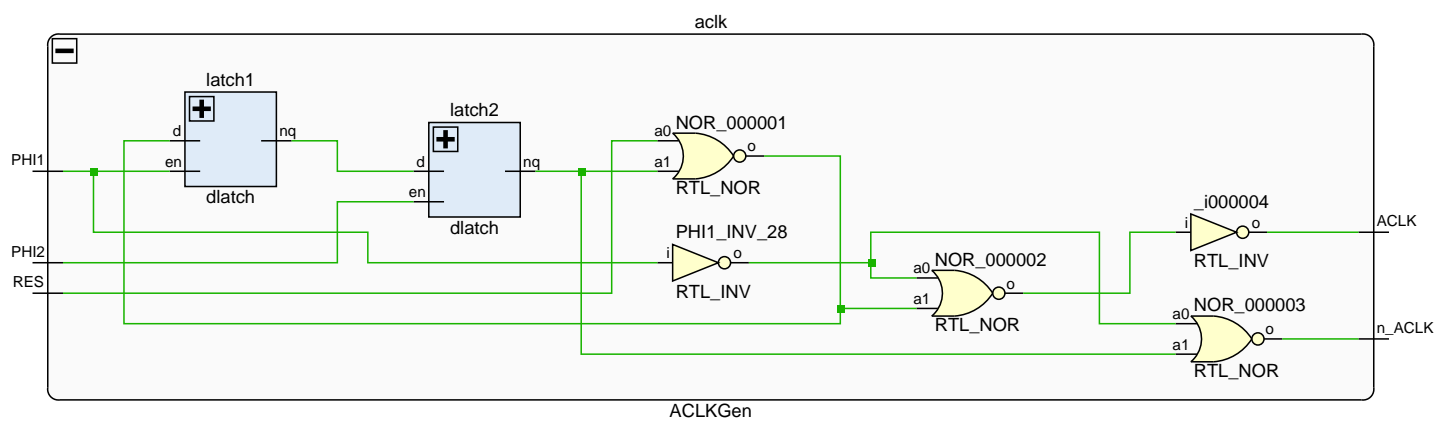 aclk
latch1
d
nq
en
dlatch
latch2
d
nq
en
dlatch
NOR_000001
a0
o
a1
RTL_NOR
PHI1
PHI2
RES
PHI1_INV_28
i
o
RTL_INV
NOR_000002
a0
o
a1
RTL_NOR
_i000004
i
o
RTL_INV
ACLK
NOR_000003
a0
o
a1
RTL_NOR
n_ACLK
ACLKGen